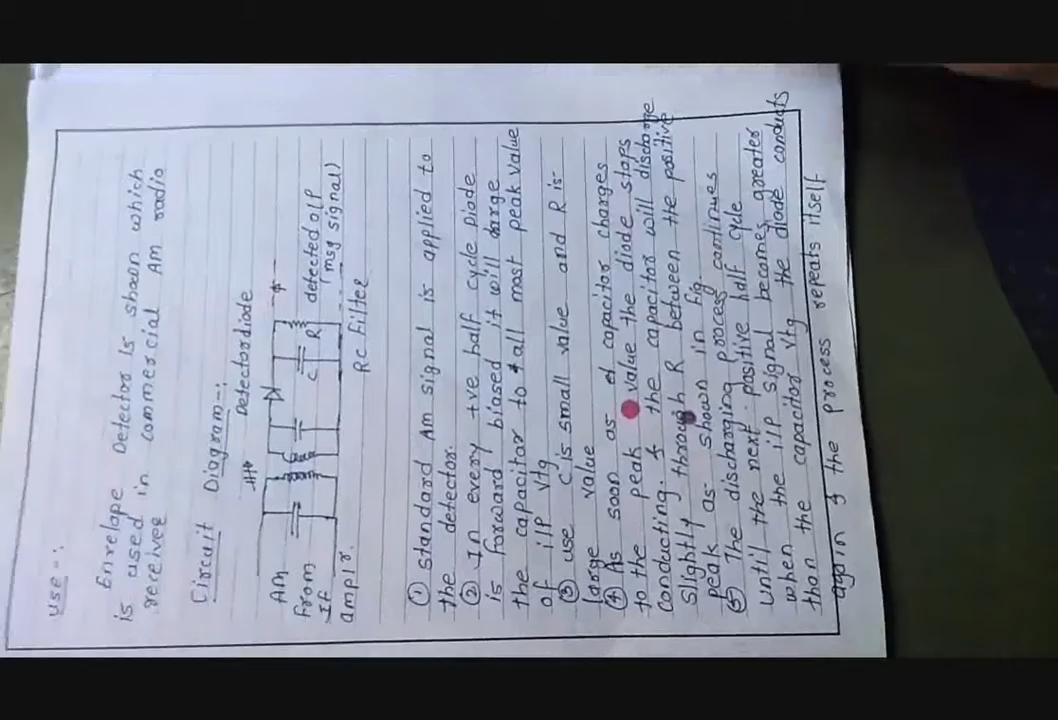 use -:
Envelape Detector is shown which
is used in commercial Am radio
receives
Circuit Diagram -:
Detector diode
AM
From
IF
amplr.
C
R
detected o/p
(msg signal)
RC Filter
① standard Am signal is applied to
the detector.
② In every +ve half cycle Diode
is forward biased it will charge
the capacitor to all most peak value
of i/p vtg
③ use c is small value and R is-
large value
④ As soon as ef capacitor charges
to the peak value the diode stops
conducting. & the capacitor will discharge
slightly through R between the positive
peak as shown in fig
⑤ The discharging process continues
until the next positive half cycle
when the i/p signal becomes greater
than the capacitor vtg the diode conducts
again & the process repeats itself.